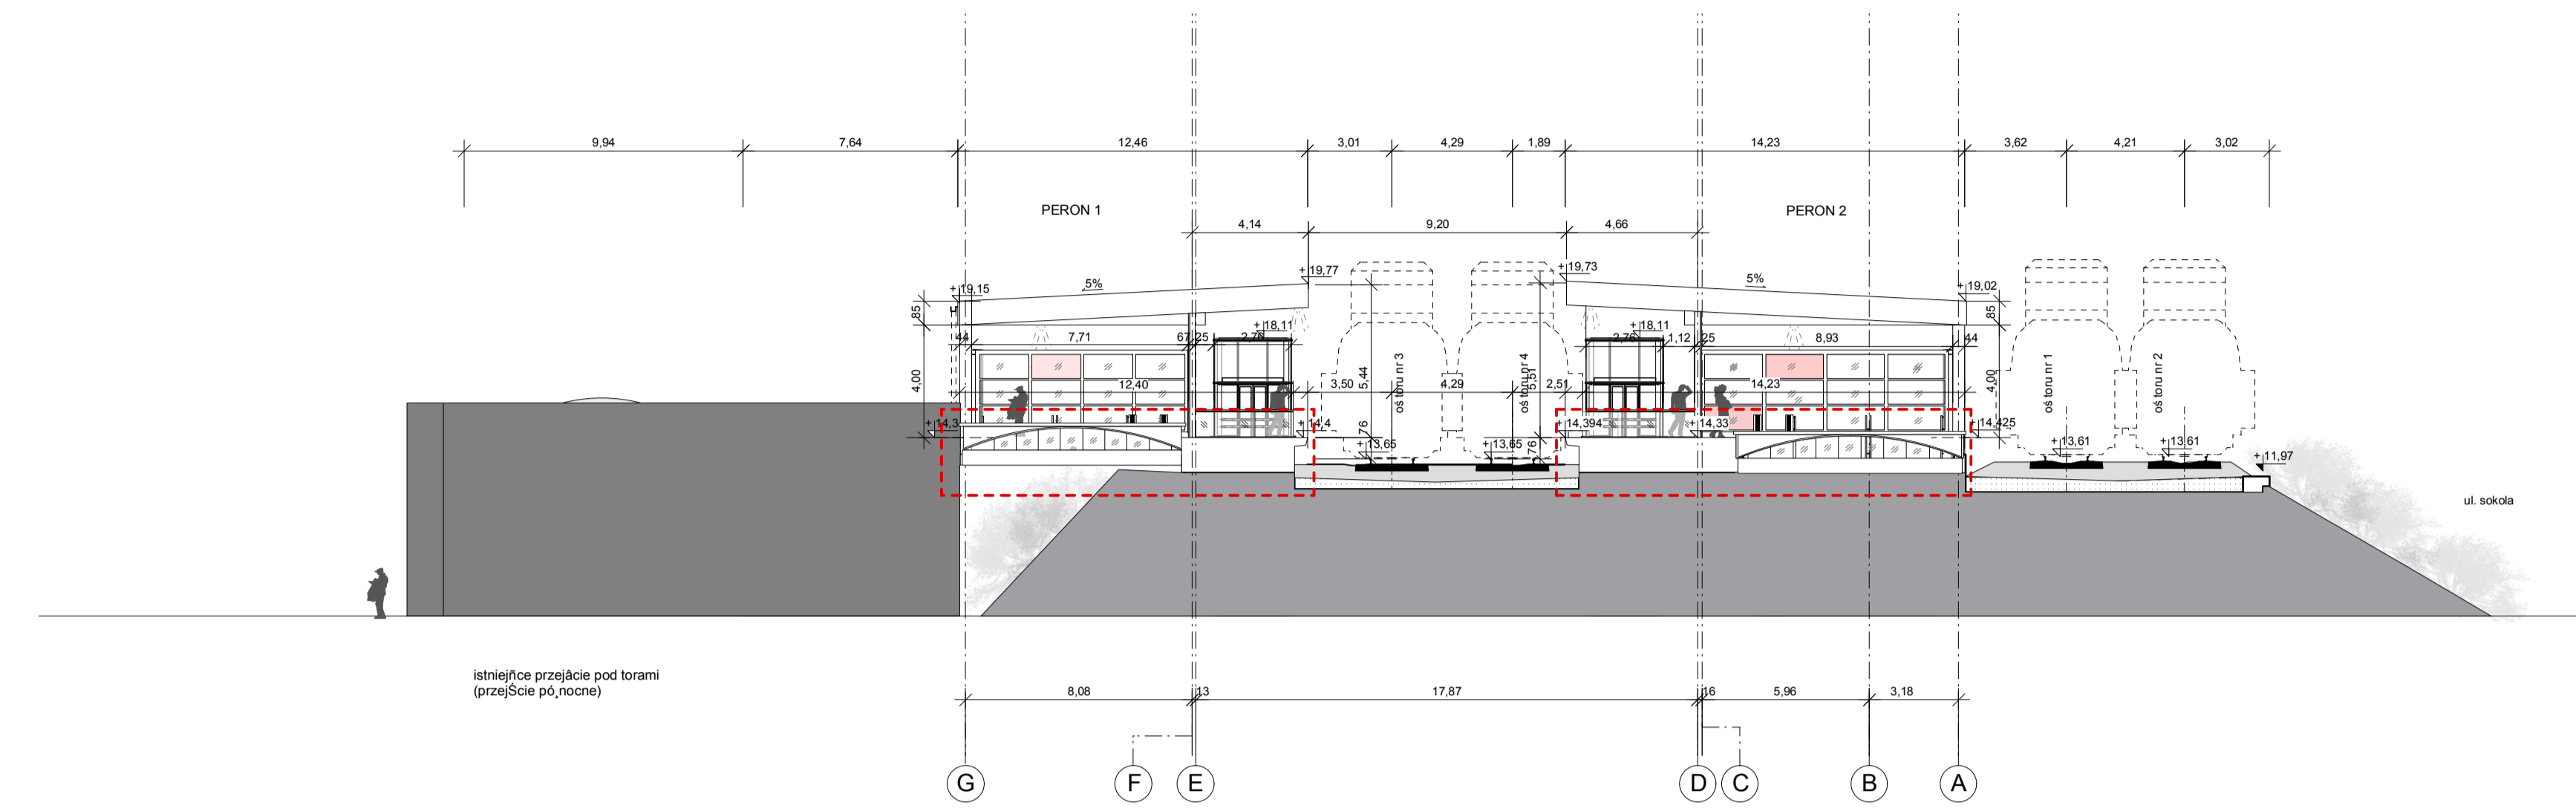 9,94 7,64 12,46 3,01 4,29 1,89 14,23 3,62 4,21 3,02
PERON 1 PERON 2
4,14 9,20 4,66
+19,77 +19,73
+19,15 5% 5% +19,02
85 +18,11 +18,11 85
44 7,71 67 25 2,76 2,76 1,12 25 8,93 44
4,00 12,40 3,50 5,44 4,29 2,51 5,51 14,23 4,00
oś toru nr 3 oś toru nr 4 oś toru nr 1 oś toru nr 2
+14,3 +14,4 76 +14,394 +14,33 +14,425
+13,65 +13,65 76 +13,61 +13,61
+11,97
ul. sokola
istniejñce przejâcie pod torami
(przejŚcie pó¸nocne)
8,08 13 17,87 16 5,96 3,18
G F E D C B A